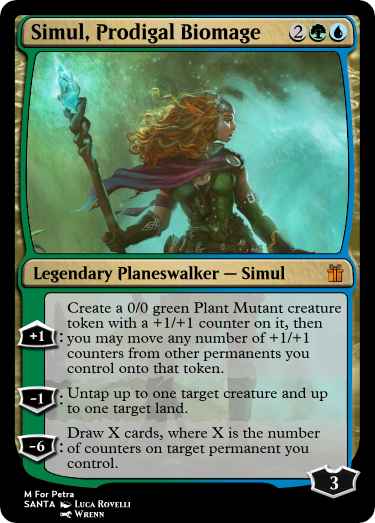 Simul, Prodigal Biomage 2
Legendary Planeswalker — Simul
Create a 0/0 green Plant Mutant creature
token with a +1/+1 counter on it, then
+1: you may move any number of +1/+1
counters from other permanents you
control onto that token.
-1: Untap up to one target creature and up
to one target land.
Draw X cards, where X is the number
-6: of counters on target permanent you
control.
3
M For Petra
SANTA Luca Rovelli
Wrenn